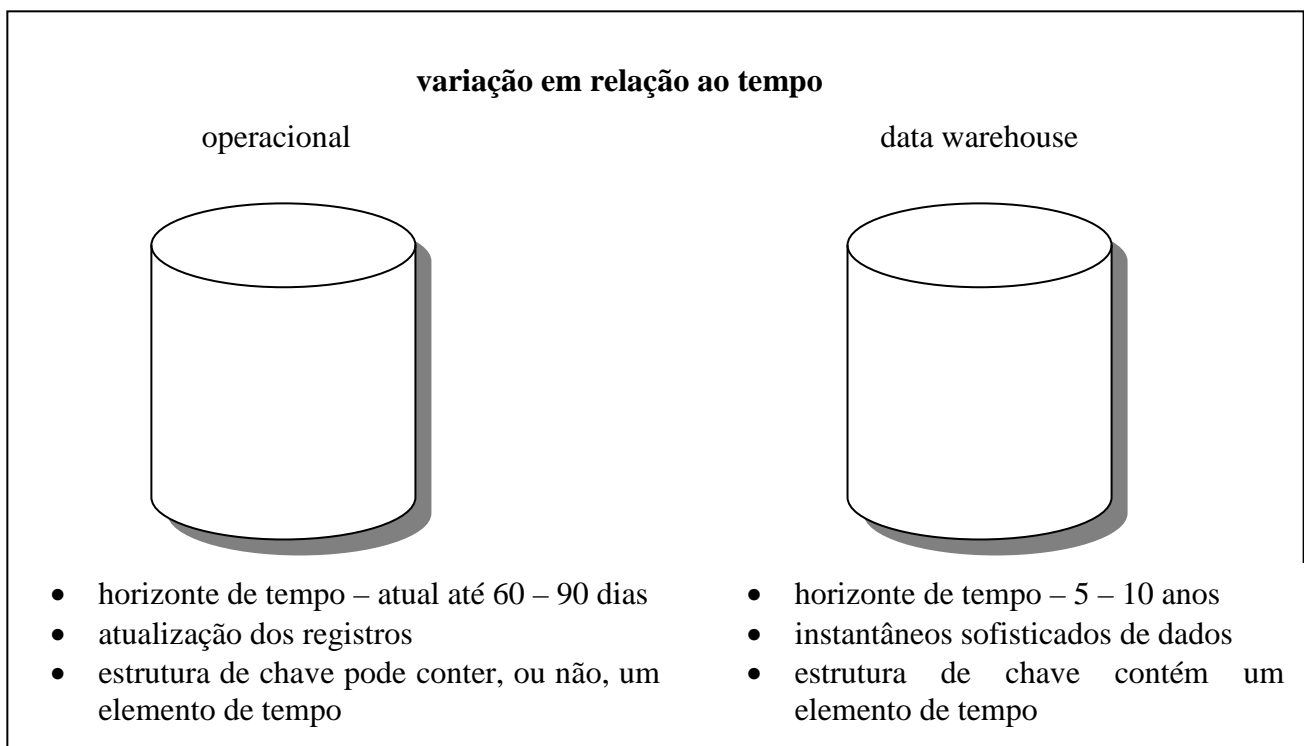 variação em relação ao tempo
operacional
data warehouse
• horizonte de tempo – atual até 60 – 90 dias
• atualização dos registros
• estrutura de chave pode conter, ou não, um
elemento de tempo
• horizonte de tempo – 5 – 10 anos
• instantâneos sofisticados de dados
• estrutura de chave contém um
elemento de tempo